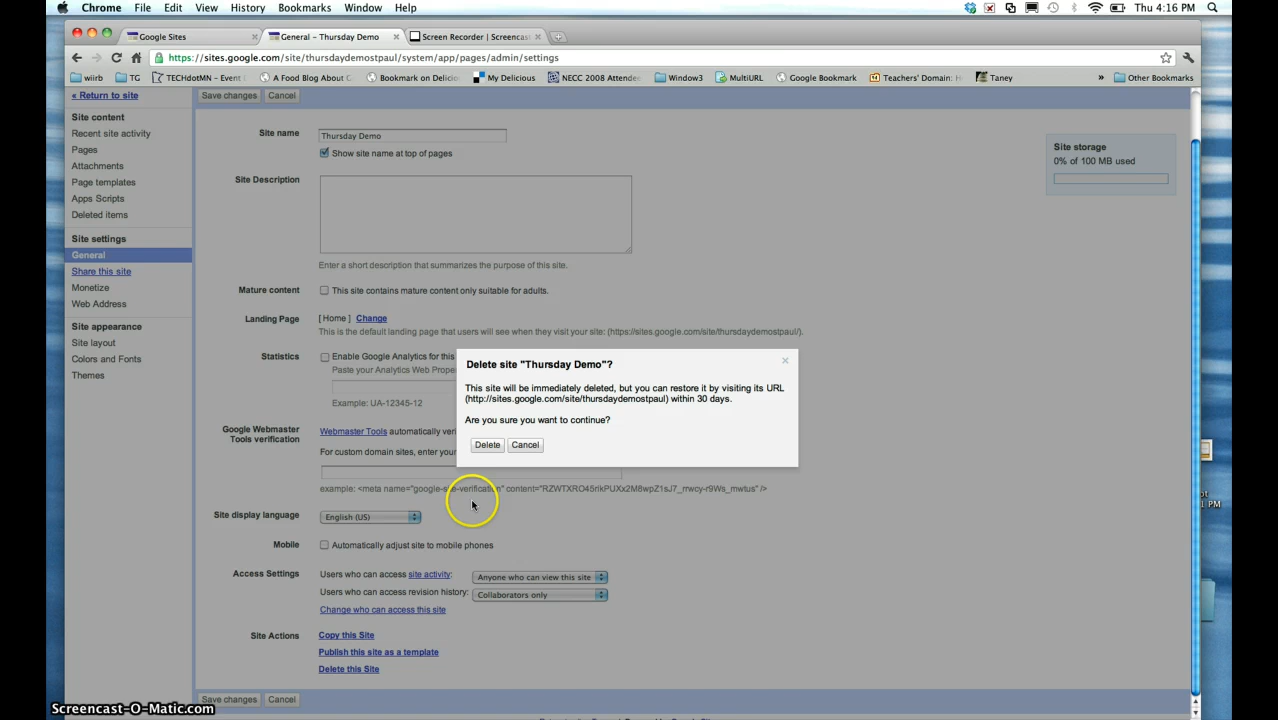 Chrome File Edit View History Bookmarks Window Help Thu 4:16 PM
Google Sites General – Thursday Demo Screen Recorder | Screencast
https://sites.google.com/site/thursdaydemostpaul/system/app/pages/admin/settings
wiirb TG TECHdotMN - Event A Food Blog About Bookmark on Delicio My Delicious NECC 2008 Attende Window3 MultiURL Google Bookmark Teachers' Domain: Taney » Other Bookmarks
« Return to site
Save changes Cancel
Site content
Recent site activity
Pages
Attachments
Page templates
Apps Scripts
Deleted items
Site settings
General
Share this site
Monetize
Web Address
Site appearance
Site layout
Colors and Fonts
Themes
Site name Thursday Demo
Show site name at top of pages
Site Description
Enter a short description that summarizes the purpose of this site.
Mature content This site contains mature content only suitable for adults.
Landing Page [ Home ] Change
This is the default landing page that users will see when they visit your site: (https://sites.google.com/site/thursdaydemostpaul/).
Statistics Enable Google Analytics for this
Paste your Analytics Web Prope
Example: UA-12345-12
Google Webmaster
Tools verification
Webmaster Tools automatically veri
For custom domain sites, enter your
example: <meta name="google-site-verification" content=
Site display language English (US)
Mobile Automatically adjust site to mobile phones
Access Settings Users who can access site activity: Anyone who can view this site
Users who can access revision history: Collaborators only
Change who can access this site
Site Actions Copy this Site
Publish this site as a template
Delete this Site
Save changes Cancel
Site storage
0% of 100 MB used
Delete site "Thursday Demo"?
This site will be immediately deleted, but you can restore it by visiting its URL
(http://sites.google.com/site/thursdaydemostpaul) within 30 days.
Are you sure you want to continue?
Delete Cancel
Screencast-O-Matic.com